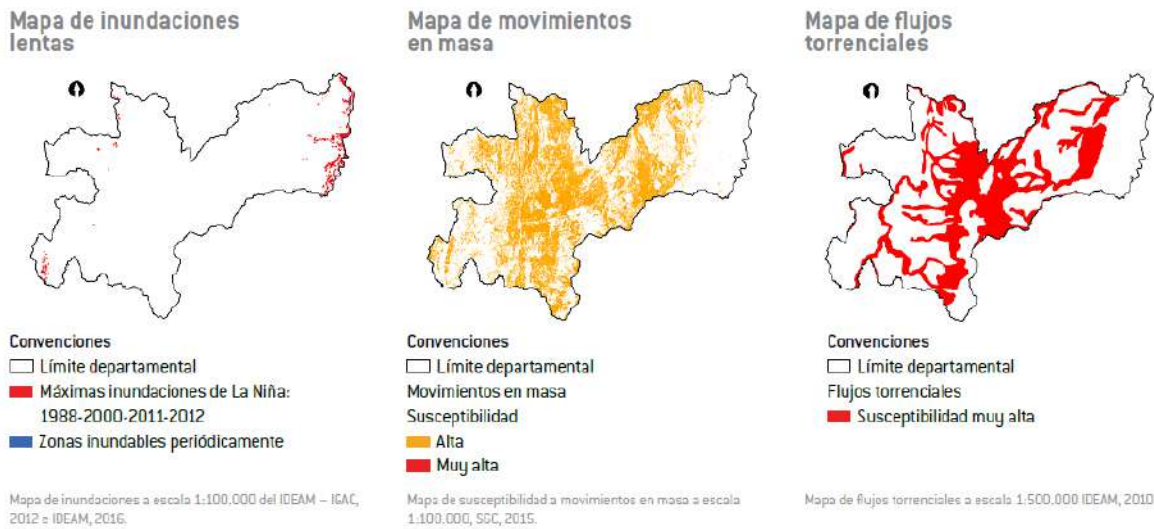 Mapa de inundaciones
lentas
Convenciones
Límite departamental
Máximas inundaciones de La Niña:
1988-2000-2011-2012
Zonas inundables periódicamente
Mapa de inundaciones a escala 1:100.000 del IDEAM – IGAC,
2012 e IDEAM, 2016.
Mapa de movimientos
en masa
Convenciones
Límite departamental
Movimientos en masa
Susceptibilidad
Alta
Muy alta
Mapa de susceptibilidad a movimientos en masa a escala
1:100.000, SGC, 2015.
Mapa de flujos
torrenciales
Convenciones
Límite departamental
Flujos torrenciales
Susceptibilidad muy alta
Mapa de flujos torrenciales a escala 1:500.000 IDEAM, 2010